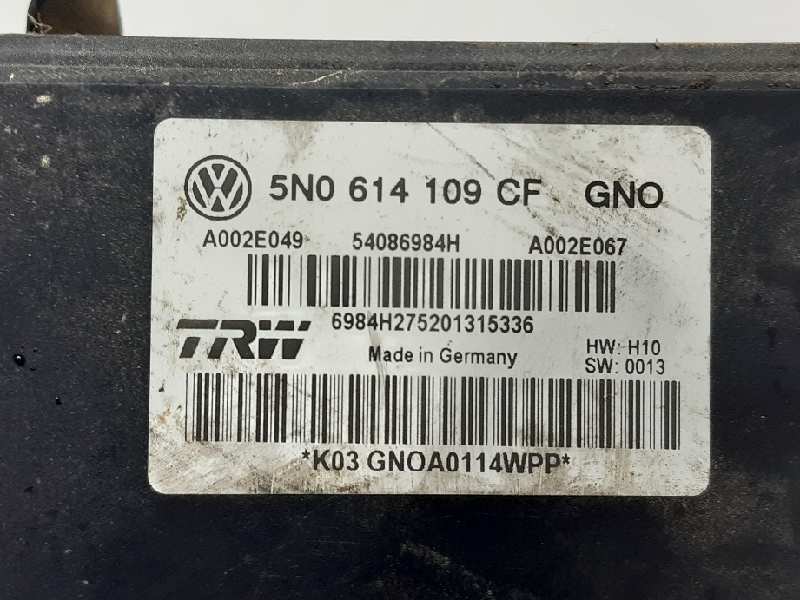 5N0 614 109 CF GNO
A002E049 54086984H A002E067
6984H275201315336
TRW Made in Germany HW: H10
SW: 0013
*K03 GNOA0114WPP*